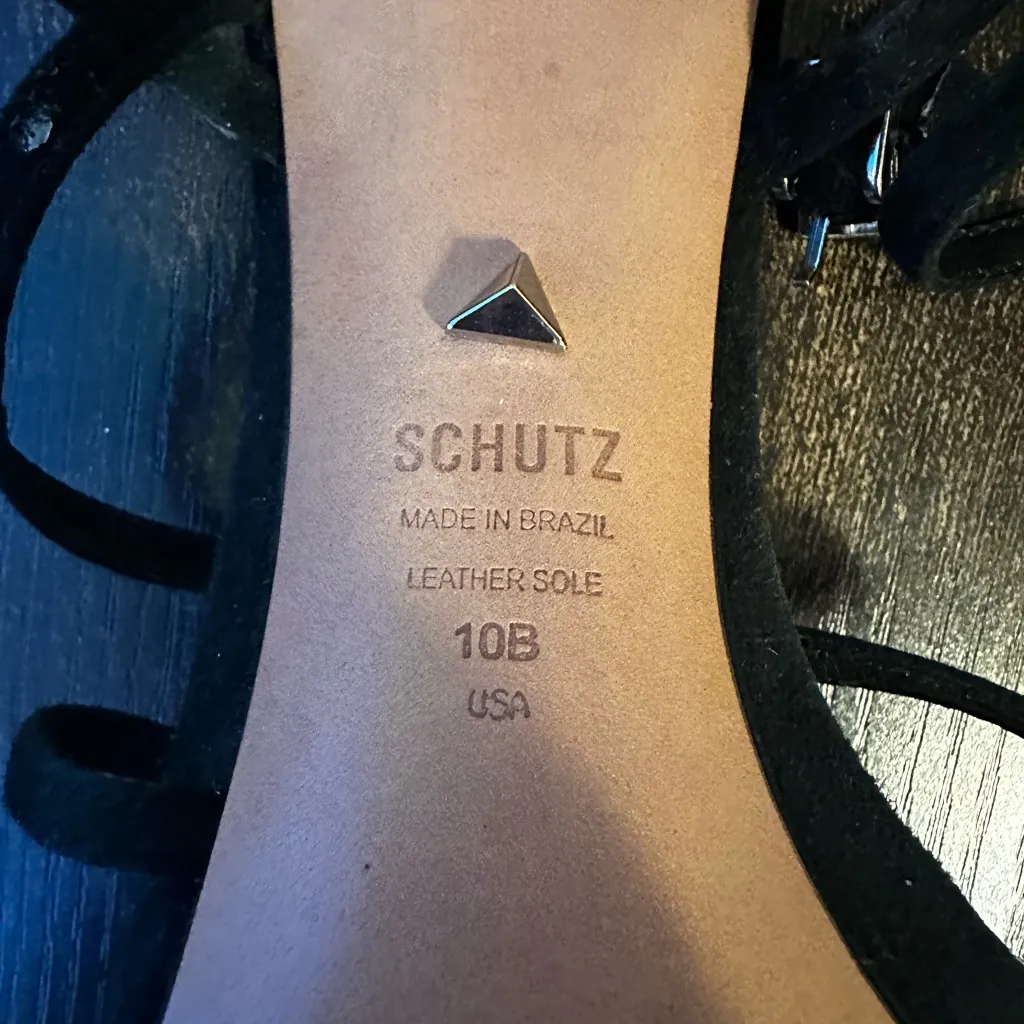 SCHUTZ
MADE IN BRAZIL
LEATHER SOLE
10B
USA